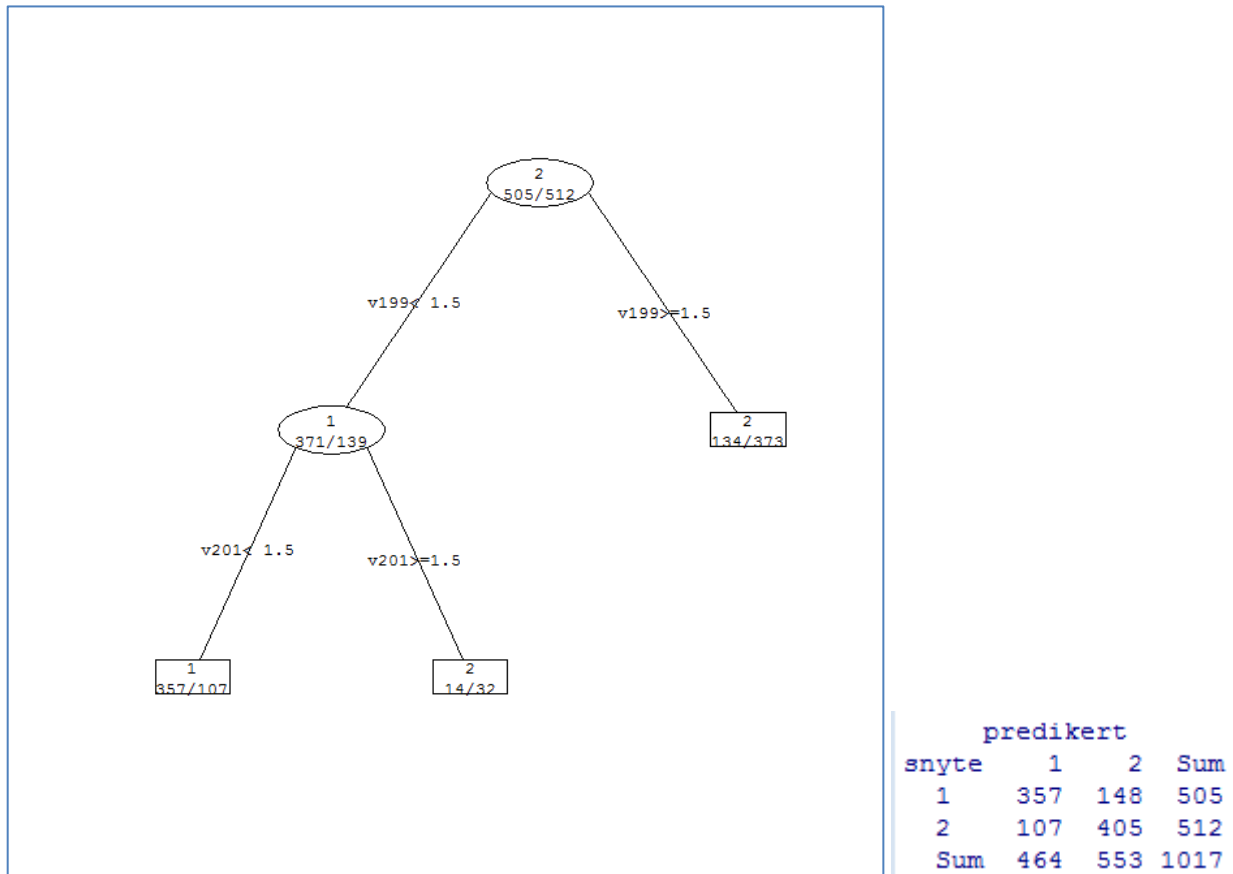 2
505/512
v199< 1.5
v199>=1.5
1
371/139
2
134/373
v201< 1.5
v201>=1.5
1
357/107
2
14/32
predikert
snyte 1 2 Sum
1 357 148 505
2 107 405 512
Sum 464 553 1017